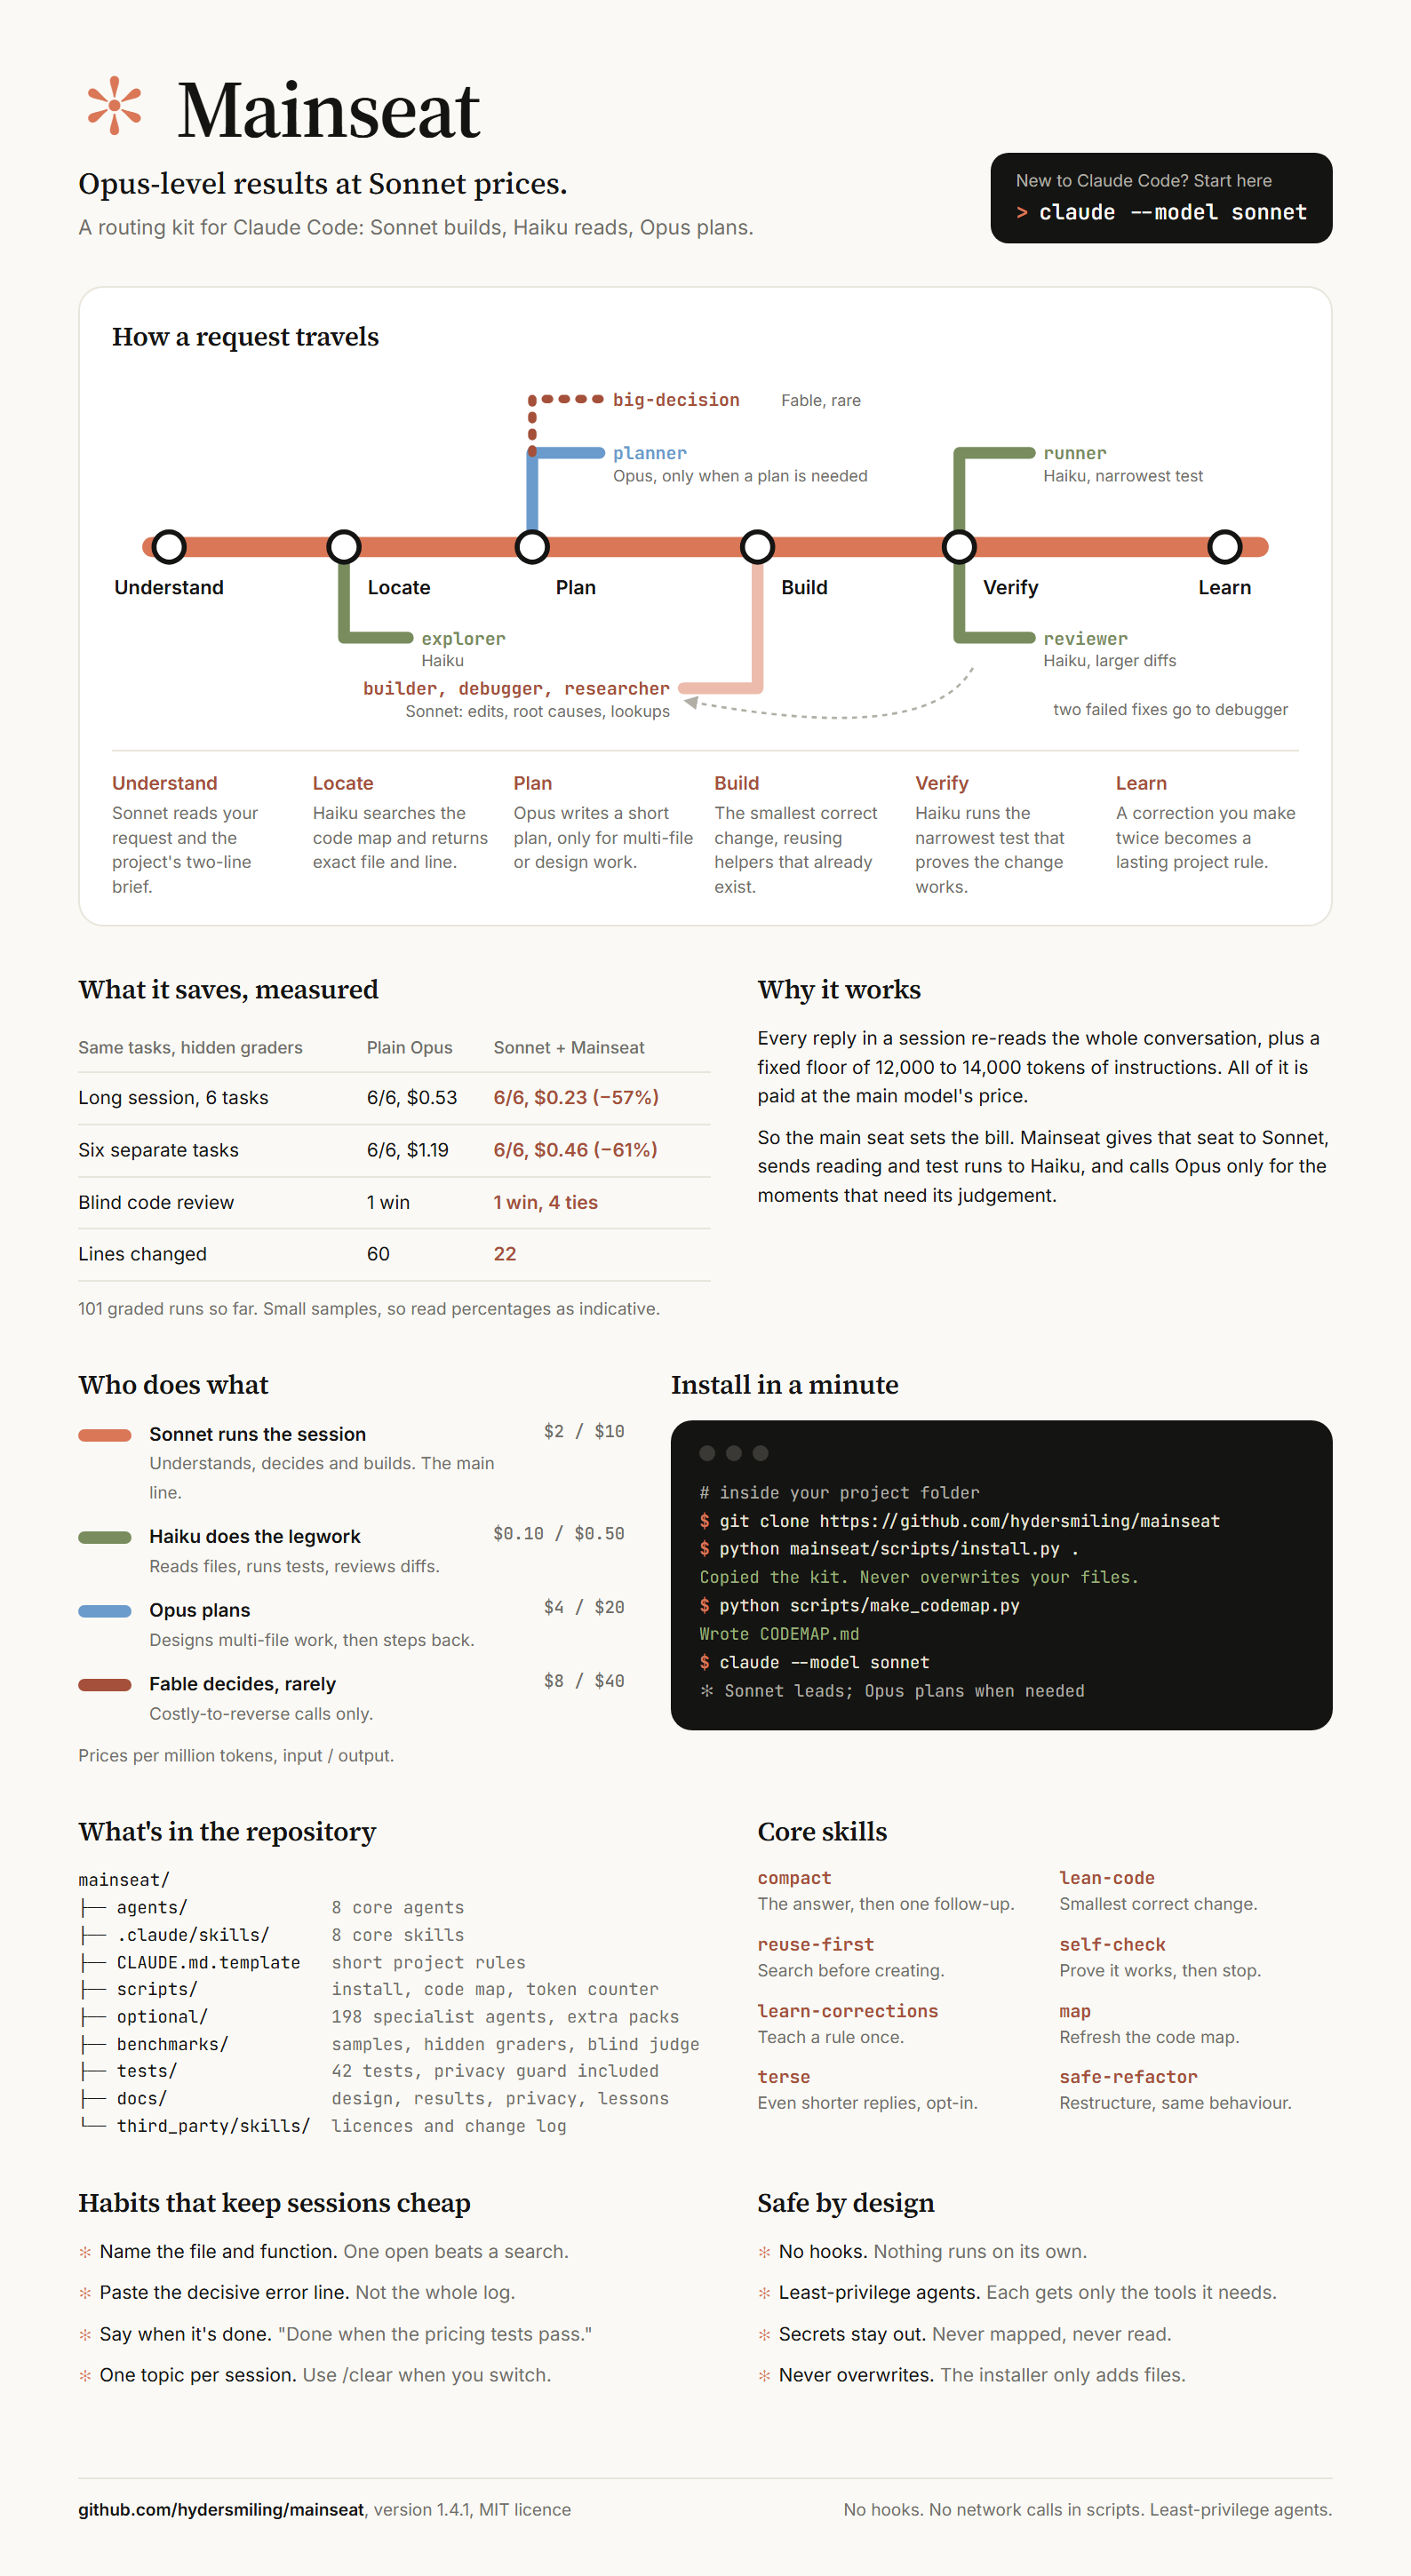 ✻ Mainseat
Opus-level results at Sonnet prices.
A routing kit for Claude Code: Sonnet builds, Haiku reads, Opus plans.
New to Claude Code? Start here
> claude --model sonnet
How a request travels
big-decision Fable, rare
planner
Opus, only when a plan is needed
runner
Haiku, narrowest test
Understand Locate Plan Build Verify Learn
explorer
Haiku
reviewer
Haiku, larger diffs
builder, debugger, researcher
Sonnet: edits, root causes, lookups
two failed fixes go to debugger
Understand
Sonnet reads your
request and the
project's two-line
brief.
Locate
Haiku searches the
code map and returns
exact file and line.
Plan
Opus writes a short
plan, only for multi-file
or design work.
Build
The smallest correct
change, reusing
helpers that already
exist.
Verify
Haiku runs the
narrowest test that
proves the change
works.
Learn
A correction you make
twice becomes a
lasting project rule.
What it saves, measured
Same tasks, hidden graders Plain Opus Sonnet + Mainseat
Long session, 6 tasks 6/6, $0.53 6/6, $0.23 (−57%)
Six separate tasks 6/6, $1.19 6/6, $0.46 (−61%)
Blind code review 1 win 1 win, 4 ties
Lines changed 60 22
101 graded runs so far. Small samples, so read percentages as indicative.
Why it works
Every reply in a session re-reads the whole conversation, plus a
fixed floor of 12,000 to 14,000 tokens of instructions. All of it is
paid at the main model's price.
So the main seat sets the bill. Mainseat gives that seat to Sonnet,
sends reading and test runs to Haiku, and calls Opus only for the
moments that need its judgement.
Who does what
Sonnet runs the session $2 / $10
Understands, decides and builds. The main
line.
Haiku does the legwork $0.10 / $0.50
Reads files, runs tests, reviews diffs.
Opus plans $4 / $20
Designs multi-file work, then steps back.
Fable decides, rarely $8 / $40
Costly-to-reverse calls only.
Prices per million tokens, input / output.
Install in a minute
# inside your project folder
$ git clone https://github.com/hydersmiling/mainseat
$ python mainseat/scripts/install.py .
Copied the kit. Never overwrites your files.
$ python scripts/make_codemap.py
Wrote CODEMAP.md
$ claude --model sonnet
✻ Sonnet leads; Opus plans when needed
What's in the repository
mainseat/
├── agents/ 8 core agents
├── .claude/skills/ 8 core skills
├── CLAUDE.md.template short project rules
├── scripts/ install, code map, token counter
├── optional/ 198 specialist agents, extra packs
├── benchmarks/ samples, hidden graders, blind judge
├── tests/ 42 tests, privacy guard included
├── docs/ design, results, privacy, lessons
└── third_party/skills/ licences and change log
Core skills
compact
The answer, then one follow-up.
lean-code
Smallest correct change.
reuse-first
Search before creating.
self-check
Prove it works, then stop.
learn-corrections
Teach a rule once.
map
Refresh the code map.
terse
Even shorter replies, opt-in.
safe-refactor
Restructure, same behaviour.
Habits that keep sessions cheap
✻ Name the file and function. One open beats a search.
✻ Paste the decisive error line. Not the whole log.
✻ Say when it's done. "Done when the pricing tests pass."
✻ One topic per session. Use /clear when you switch.
Safe by design
✻ No hooks. Nothing runs on its own.
✻ Least-privilege agents. Each gets only the tools it needs.
✻ Secrets stay out. Never mapped, never read.
✻ Never overwrites. The installer only adds files.
github.com/hydersmiling/mainseat, version 1.4.1, MIT licence
No hooks. No network calls in scripts. Least-privilege agents.